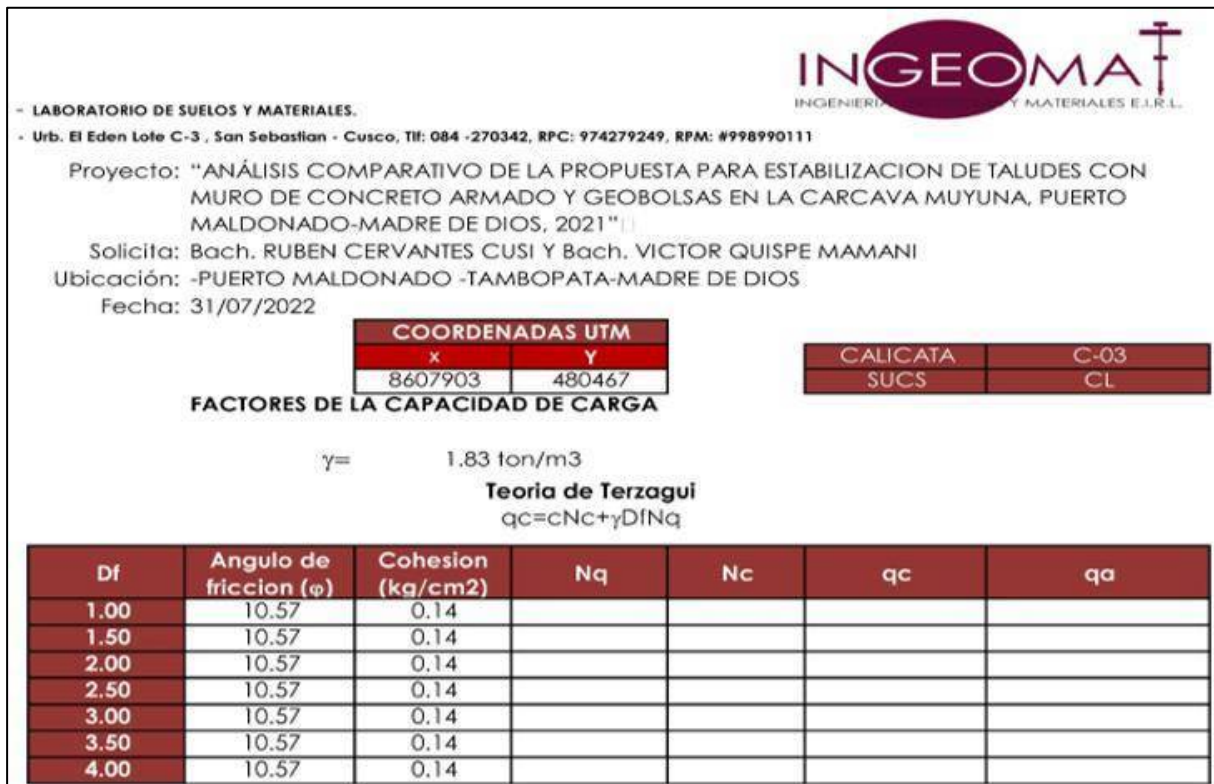 INGEOMAT
INGENIERIA Y MATERIALES E.I.R.L.
- LABORATORIO DE SUELOS Y MATERIALES.
- Urb. El Eden Lote C-3 , San Sebastian - Cusco, Tlf: 084 -270342, RPC: 974279249, RPM: #998990111
Proyecto: "ANÁLISIS COMPARATIVO DE LA PROPUESTA PARA ESTABILIZACION DE TALUDES CON
MURO DE CONCRETO ARMADO Y GEOBOLSAS EN LA CARCAVA MUYUNA, PUERTO
MALDONADO-MADRE DE DIOS, 2021"
Solicita: Bach. RUBEN CERVANTES CUSI Y Bach. VICTOR QUISPE MAMANI
Ubicación: -PUERTO MALDONADO -TAMBOPATA-MADRE DE DIOS
Fecha: 31/07/2022
COORDENADAS UTM
x Y
8607903 480467
CALICATA C-03
SUCS CL
FACTORES DE LA CAPACIDAD DE CARGA
γ= 1.83 ton/m3
Teoria de Terzagui
qc=cNc+γDfNq
Df Angulo de friccion (φ) Cohesion (kg/cm2) Nq Nc qc qa
1.00 10.57 0.14
1.50 10.57 0.14
2.00 10.57 0.14
2.50 10.57 0.14
3.00 10.57 0.14
3.50 10.57 0.14
4.00 10.57 0.14